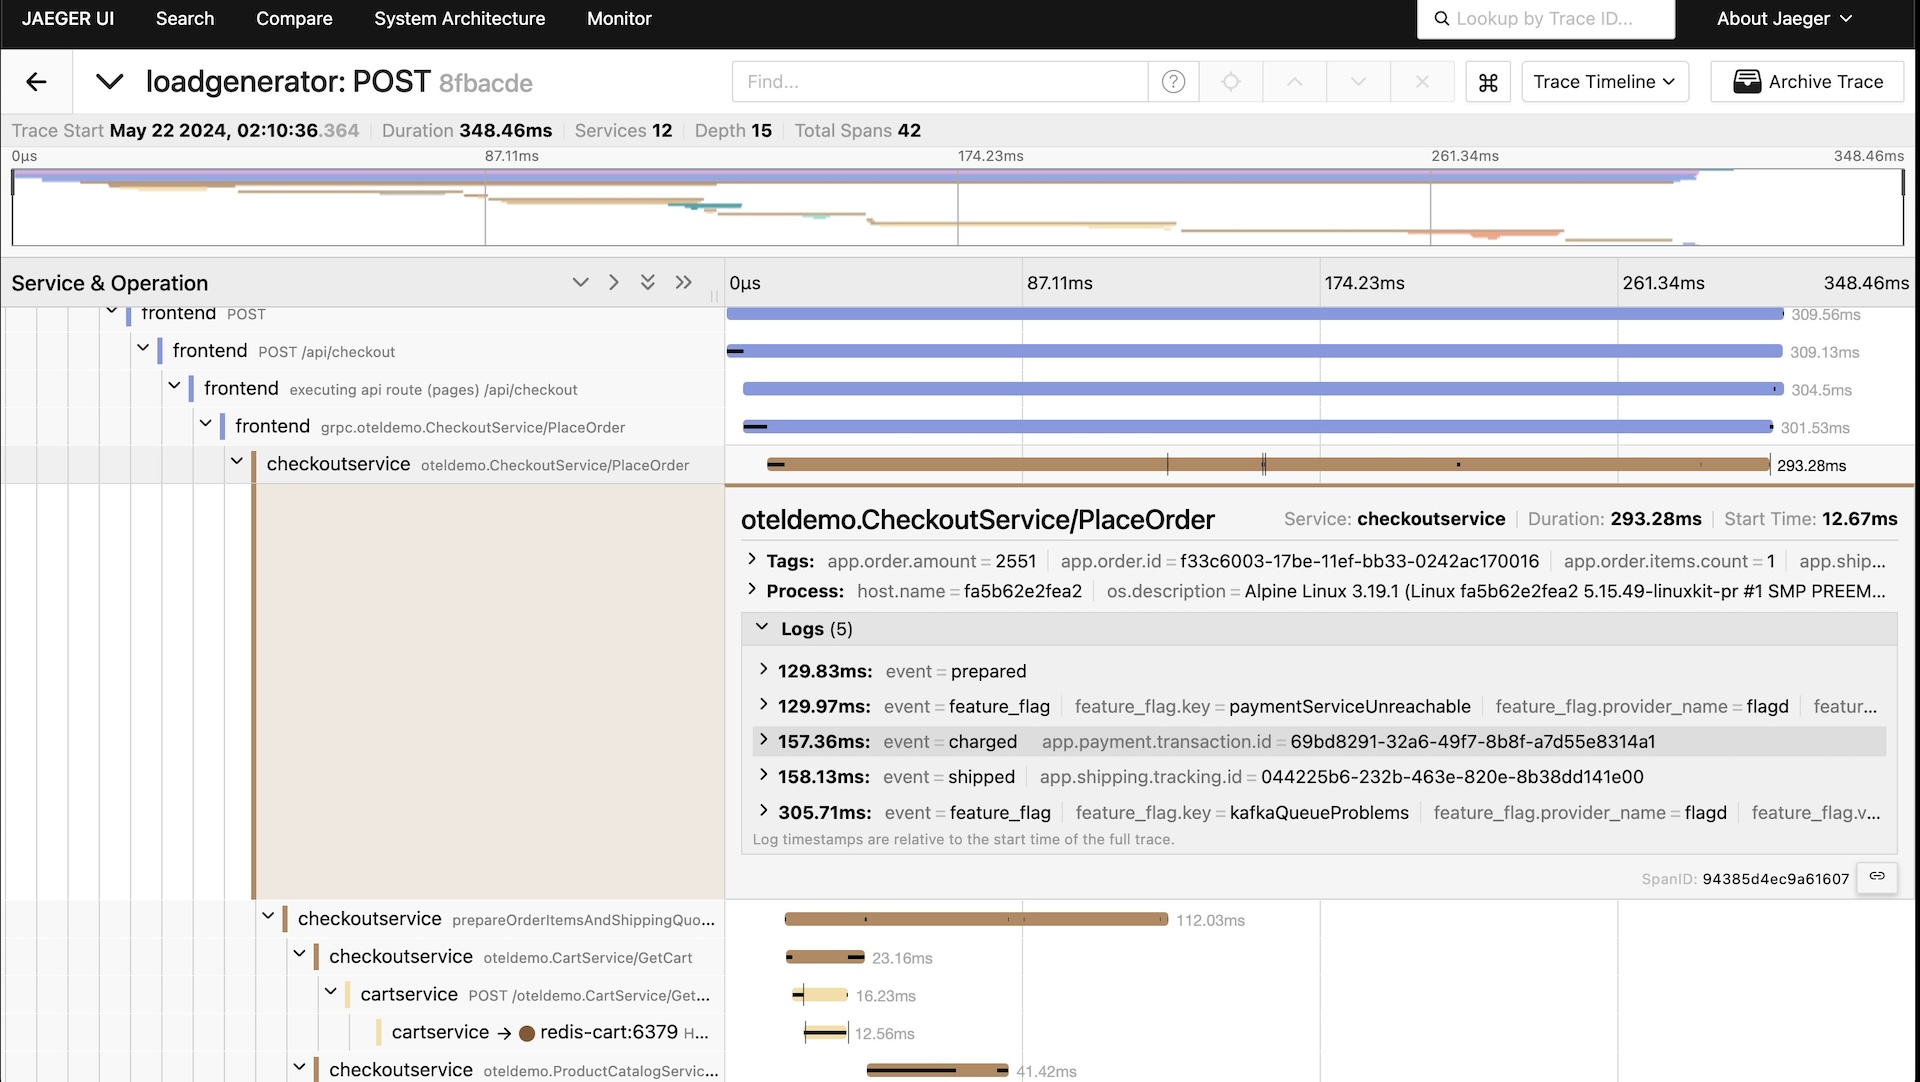 JAEGER UI Search Compare System Architecture Monitor Lookup by Trace ID... About Jaeger
loadgenerator: POST 8fbacde Find... Trace Timeline Archive Trace
Trace Start May 22 2024, 02:10:36.364 Duration 348.46ms Services 12 Depth 15 Total Spans 42
0μs 87.11ms 174.23ms 261.34ms 348.46ms
Service & Operation 0μs 87.11ms 174.23ms 261.34ms 348.46ms
frontend POST 309.56ms
frontend POST /api/checkout 309.13ms
frontend executing api route (pages) /api/checkout 304.5ms
frontend grpc.oteldemo.CheckoutService/PlaceOrder 301.53ms
checkoutservice oteldemo.CheckoutService/PlaceOrder 293.28ms
oteldemo.CheckoutService/PlaceOrder Service: checkoutservice Duration: 293.28ms Start Time: 12.67ms
Tags: app.order.amount = 2551 app.order.id = f33c6003-17be-11ef-bb33-0242ac170016 app.order.items.count = 1 app.ship...
Process: host.name = fa5b62e2fea2 os.description = Alpine Linux 3.19.1 (Linux fa5b62e2fea2 5.15.49-linuxkit-pr #1 SMP PREEM...
Logs (5)
129.83ms: event = prepared
129.97ms: event = feature_flag feature_flag.key = paymentServiceUnreachable feature_flag.provider_name = flagd featur...
157.36ms: event = charged app.payment.transaction.id = 69bd8291-32a6-49f7-8b8f-a7d55e8314a1
158.13ms: event = shipped app.shipping.tracking.id = 044225b6-232b-463e-820e-8b38dd141e00
305.71ms: event = feature_flag feature_flag.key = kafkaQueueProblems feature_flag.provider_name = flagd feature_flag.v...
Log timestamps are relative to the start time of the full trace.
SpanID: 94385d4ec9a61607
checkoutservice prepareOrderItemsAndShippingQuo... 112.03ms
checkoutservice oteldemo.CartService/GetCart 23.16ms
cartservice POST /oteldemo.CartService/Get... 16.23ms
cartservice → redis-cart:6379 H... 12.56ms
checkoutservice oteldemo.ProductCatalogServic... 41.42ms